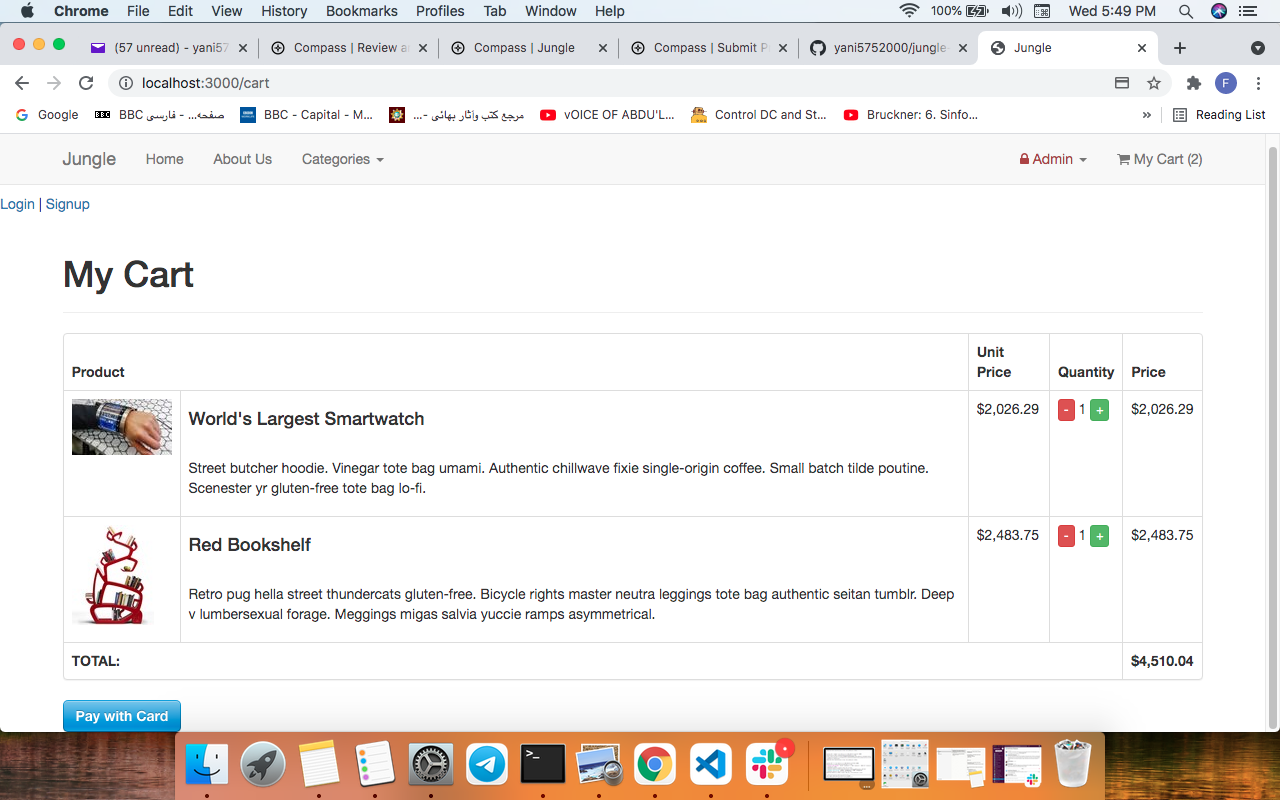 Chrome File Edit View History Bookmarks Profiles Tab Window Help 100% Wed 5:49 PM
(57 unread) - yani57 Compass | Review a Compass | Jungle Compass | Submit P yani5752000/jungle- Jungle
localhost:3000/cart F
Google BBC صفحه... - فارسی BBC BBC - Capital - M... مرجع کتب وآثار بهائی -... vOICE OF ABDU'L... Control DC and St... Bruckner: 6. Sinfo... » Reading List
Jungle Home About Us Categories Admin My Cart (2)
Login | Signup
My Cart
Product Unit Price Quantity Price
World's Largest Smartwatch $2,026.29 - 1 + $2,026.29
Street butcher hoodie. Vinegar tote bag umami. Authentic chillwave fixie single-origin coffee. Small batch tilde poutine.
Scenester yr gluten-free tote bag lo-fi.
Red Bookshelf $2,483.75 - 1 + $2,483.75
Retro pug hella street thundercats gluten-free. Bicycle rights master neutra leggings tote bag authentic seitan tumblr. Deep
v lumbersexual forage. Meggings migas salvia yuccie ramps asymmetrical.
TOTAL: $4,510.04
Pay with Card